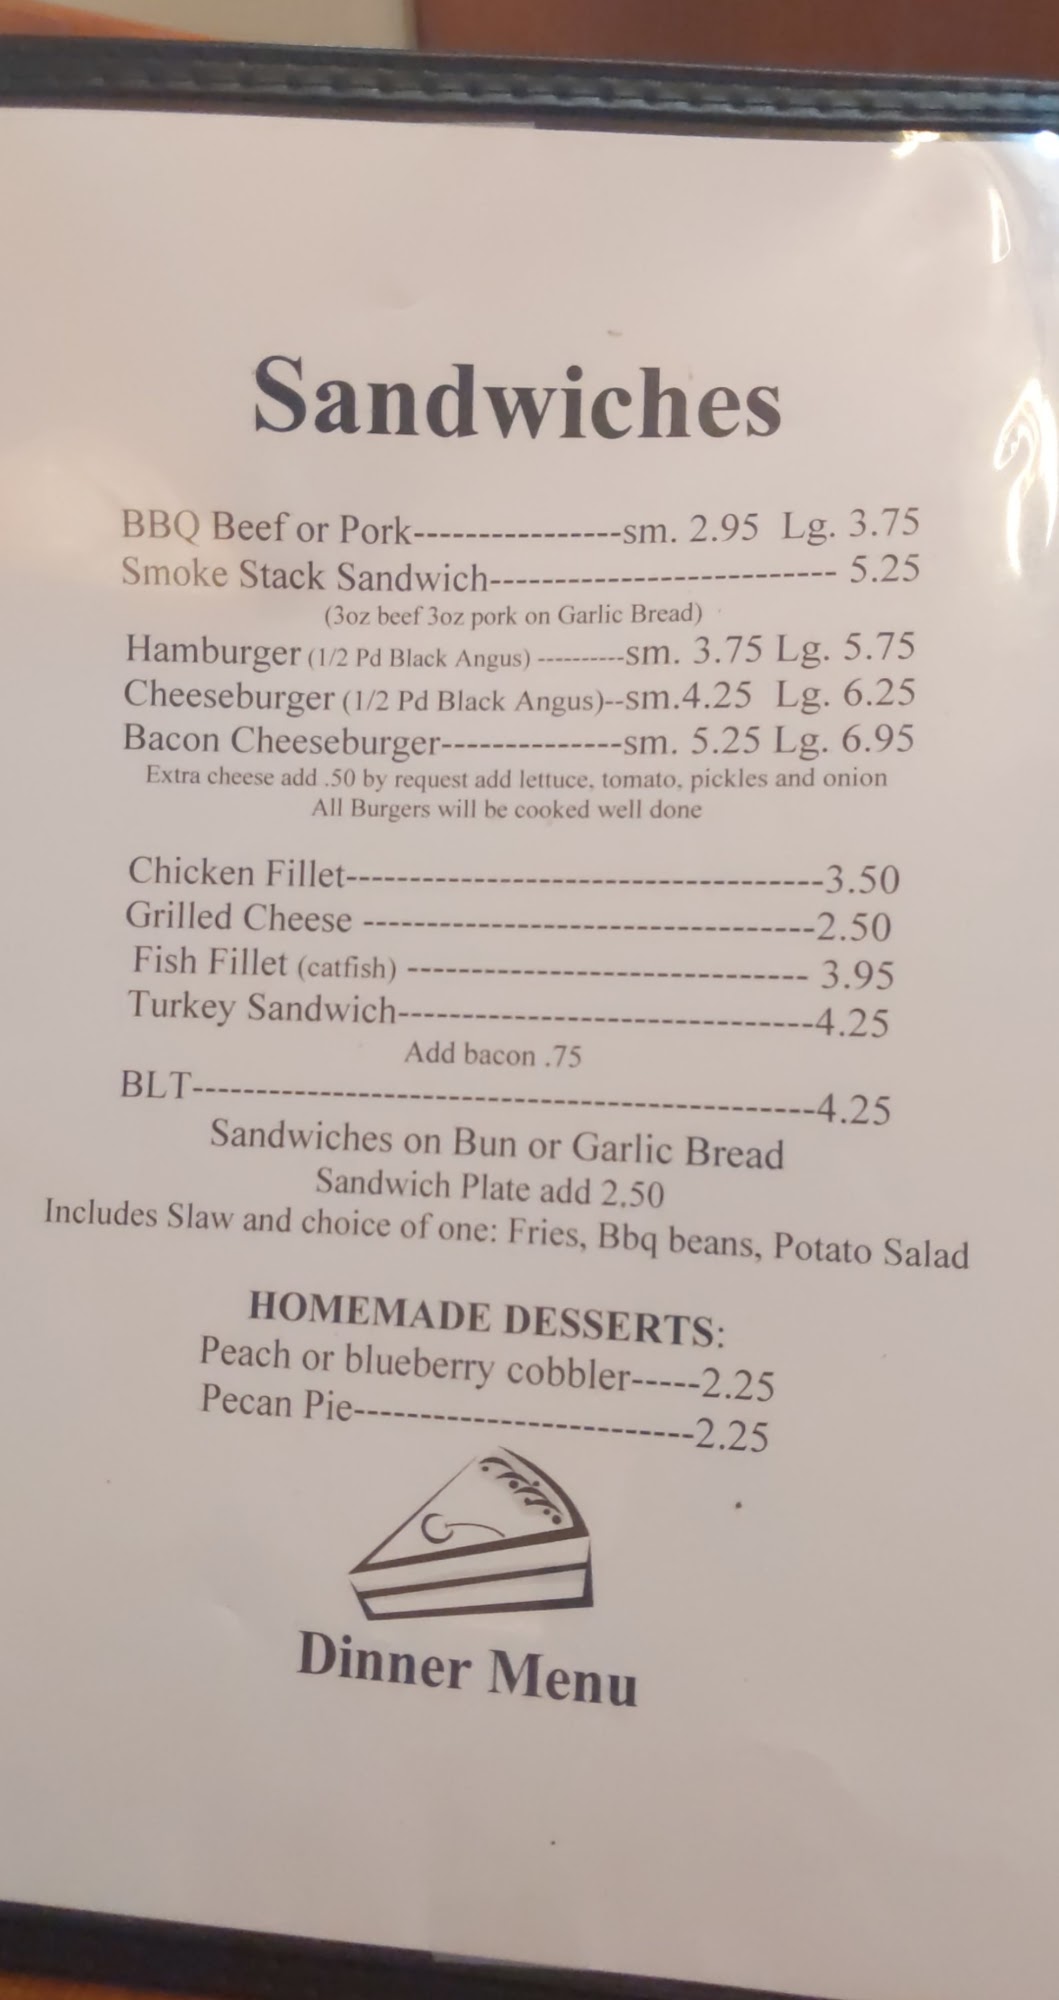 Sandwiches
BBQ Beef or Pork----------------sm. 2.95 Lg. 3.75
Smoke Stack Sandwich--------------------------- 5.25
(3oz beef 3oz pork on Garlic Bread)
Hamburger (1/2 Pd Black Angus) ----------sm. 3.75 Lg. 5.75
Cheeseburger (1/2 Pd Black Angus)--sm.4.25 Lg. 6.25
Bacon Cheeseburger--------------sm. 5.25 Lg. 6.95
Extra cheese add .50 by request add lettuce, tomato, pickles and onion
All Burgers will be cooked well done
Chicken Fillet-------------------------------------3.50
Grilled Cheese -----------------------------------2.50
Fish Fillet (catfish) ------------------------------- 3.95
Turkey Sandwich--------------------------------4.25
Add bacon .75
BLT------------------------------------------------4.25
Sandwiches on Bun or Garlic Bread
Sandwich Plate add 2.50
Includes Slaw and choice of one: Fries, Bbq beans, Potato Salad
HOMEMADE DESSERTS:
Peach or blueberry cobbler-----2.25
Pecan Pie--------------------------2.25
Dinner Menu